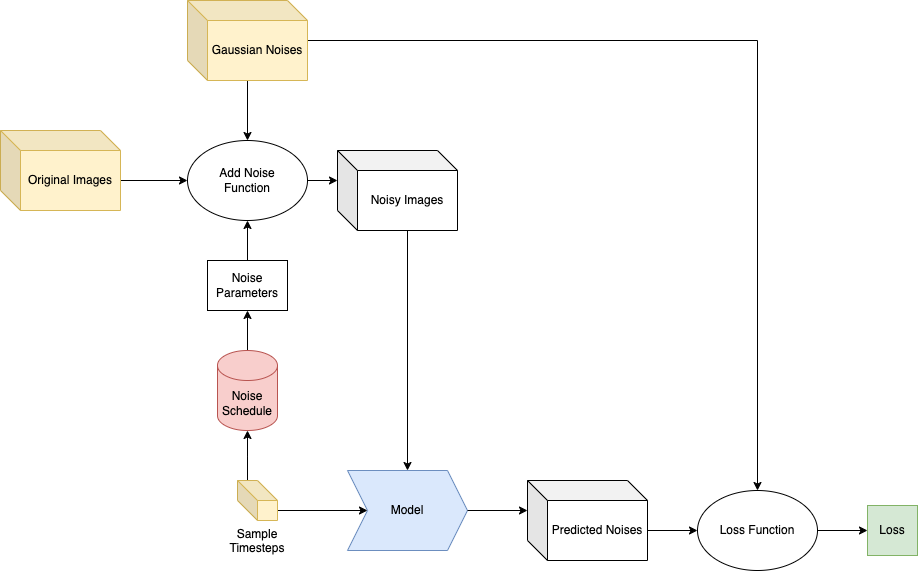 Gaussian Noises
Original Images
Add Noise
Function
Noisy Images
Noise
Parameters
Noise
Schedule
Sample
Timesteps
Model
Predicted Noises
Loss Function
Loss